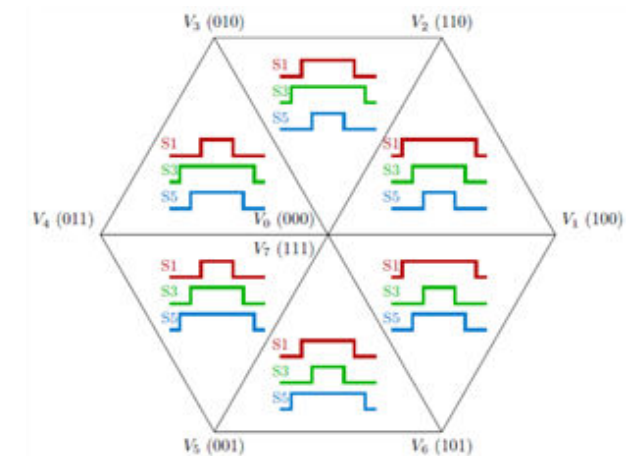 V3 (010)
V2 (110)
S1
S3
S5
S1
S3
S5
S1
S3
S5
V4 (011)
V0 (000)
V1 (100)
V7 (111)
S1
S3
S5
S1
S3
S5
S1
S3
S5
V5 (001)
V6 (101)